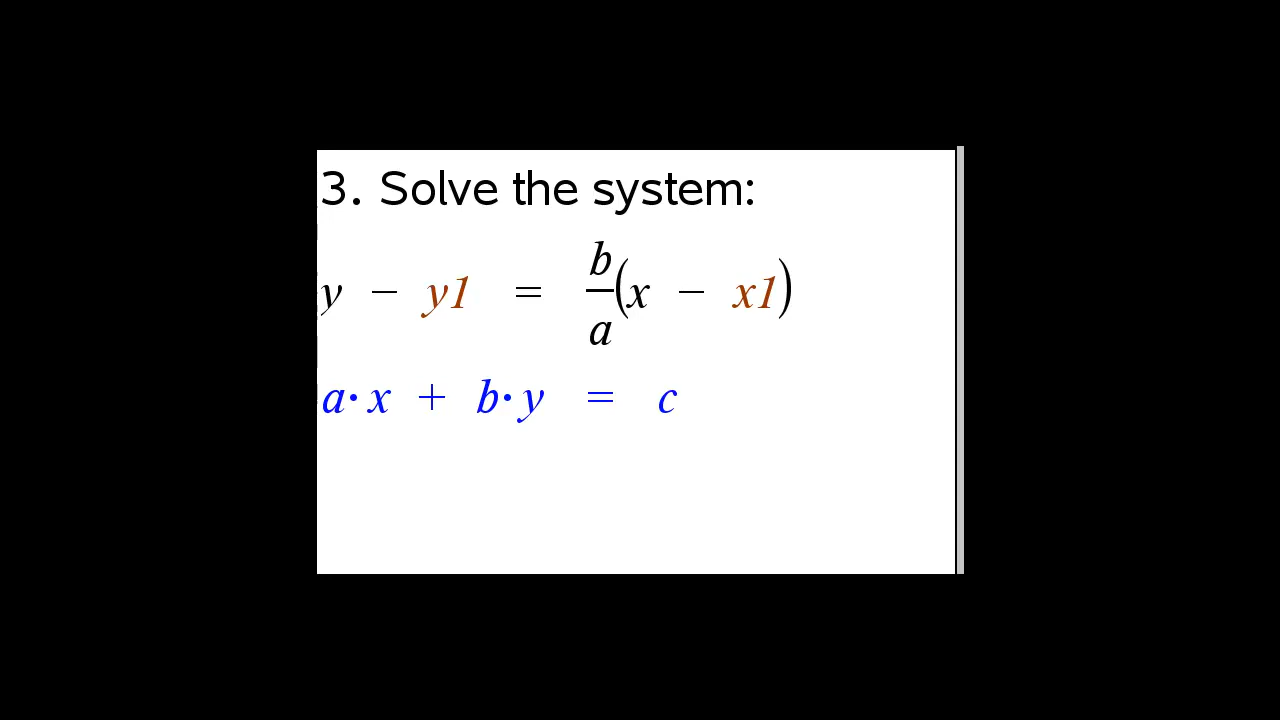 3. Solve the system:
y − y1 = b/a(x − x1)
a·x + b·y = c